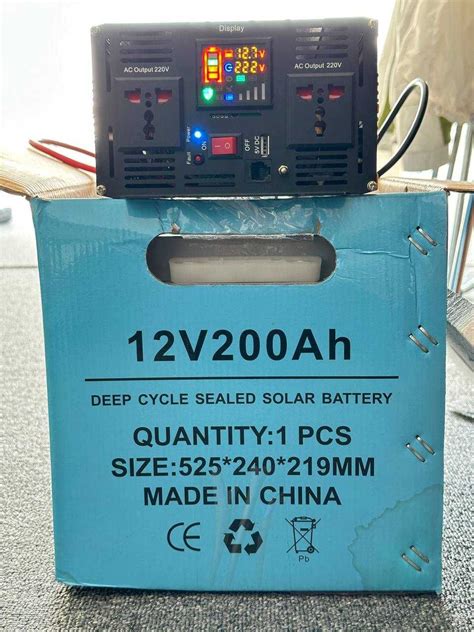 Display
AC Output 220V
12.7V
222V
AC Output 220V
Power
Fault
ON
OFF
5V DC
12V200Ah
DEEP CYCLE SEALED SOLAR BATTERY
QUANTITY:1 PCS
SIZE:525*240*219MM
MADE IN CHINA
CE
Pb